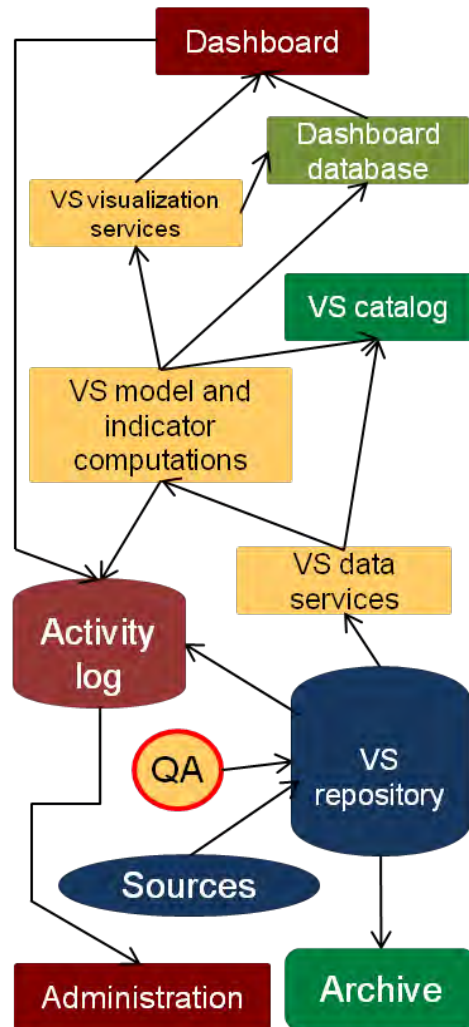 Dashboard
Dashboard
database
VS visualization
services
VS catalog
VS model and
indicator
computations
VS data
services
Activity
log
QA
VS
repository
Sources
Administration
Archive